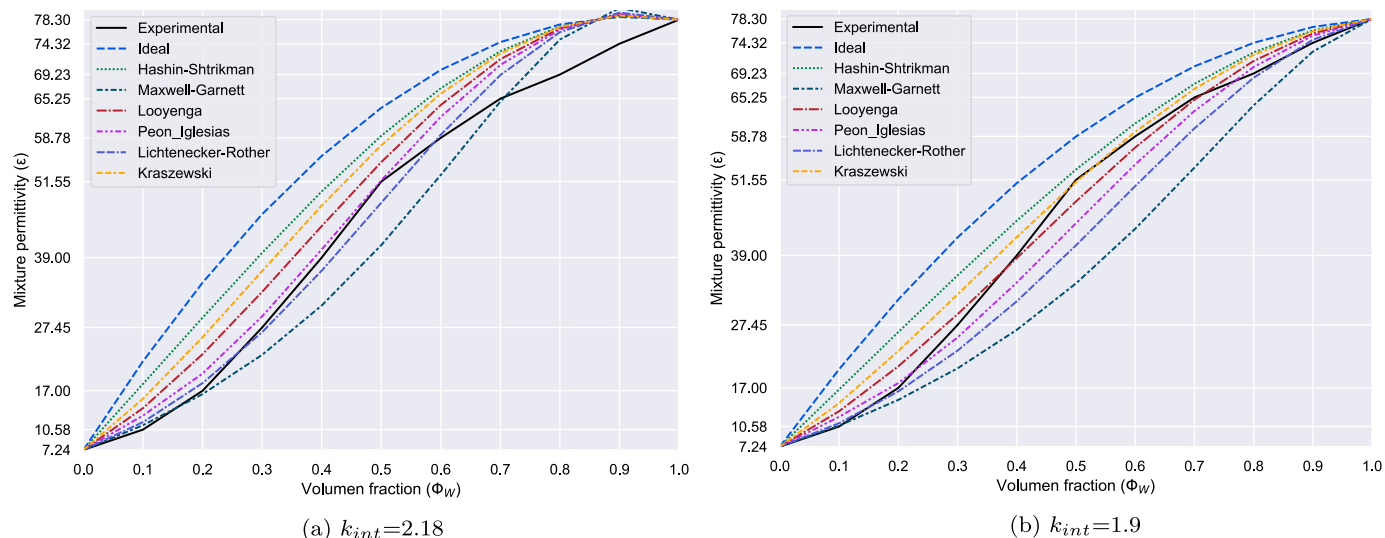 78.30
74.32
69.23
65.25
58.78
51.55
39.00
27.45
17.00
10.58
7.24
Mixture permittivity (ε)
Experimental
Ideal
Hashin-Shtrikman
Maxwell-Garnett
Looyenga
Peon_Iglesias
Lichtenecker-Rother
Kraszewski
0.0 0.1 0.2 0.3 0.4 0.5 0.6 0.7 0.8 0.9 1.0
Volumen fraction (Φ_W)
(a) k_int=2.18
78.30
74.32
69.23
65.25
58.78
51.55
39.00
27.45
17.00
10.58
7.24
Mixture permittivity (ε)
Experimental
Ideal
Hashin-Shtrikman
Maxwell-Garnett
Looyenga
Peon_Iglesias
Lichtenecker-Rother
Kraszewski
0.0 0.1 0.2 0.3 0.4 0.5 0.6 0.7 0.8 0.9 1.0
Volumen fraction (Φ_W)
(b) k_int=1.9